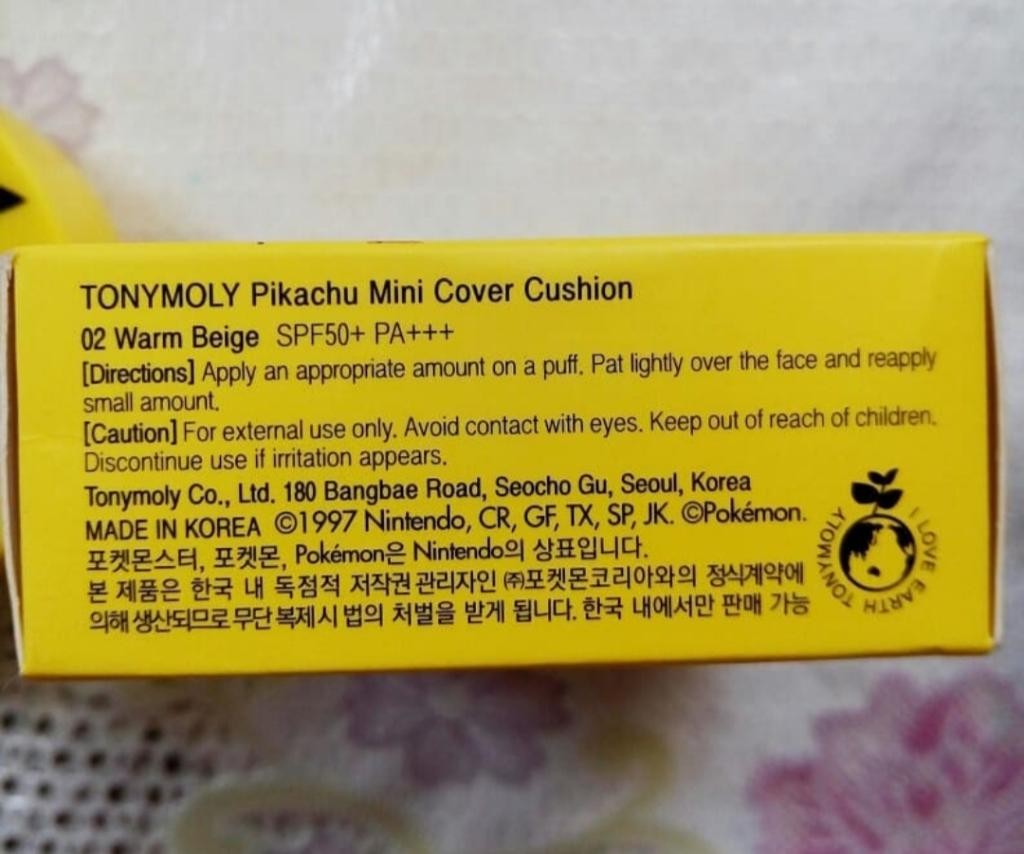 TONYMOLY Pikachu Mini Cover Cushion
02 Warm Beige SPF50+ PA+++
[Directions] Apply an appropriate amount on a puff. Pat lightly over the face and reapply
small amount.
[Caution] For external use only. Avoid contact with eyes. Keep out of reach of children.
Discontinue use if irritation appears.
Tonymoly Co., Ltd. 180 Bangbae Road, Seocho Gu, Seoul, Korea
MADE IN KOREA ©1997 Nintendo, CR, GF, TX, SP, JK. ©Pokémon.
포켓몬스터, 포켓몬, Pokémon은 Nintendo의 상표입니다.
본 제품은 한국 내 독점적 저작권 관리자인 ㈜포켓몬코리아와의 정식계약에
의해 생산되므로 무단 복제시 법의 처벌을 받게 됩니다. 한국 내에서만 판매 가능
I LOVE EARTH TONYMOLY